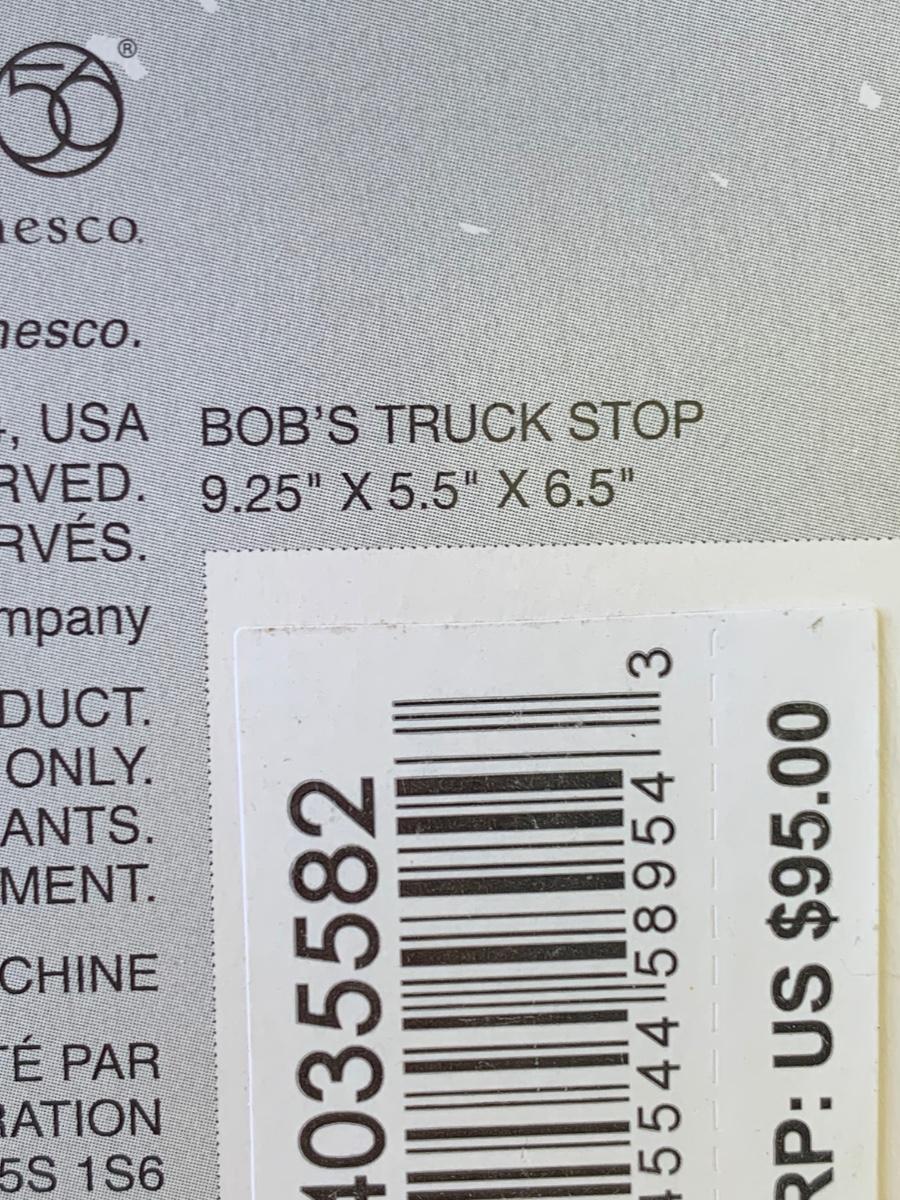 56®
esco.
nesco.
, USA
RVED.
RVÉS.
mpany
DUCT.
ONLY.
ANTS.
MENT.
CHINE
É PAR
RATION
5S 1S6
BOB'S TRUCK STOP
9.25" X 5.5" X 6.5"
4035582
45544 58954 3
RP: US $95.00